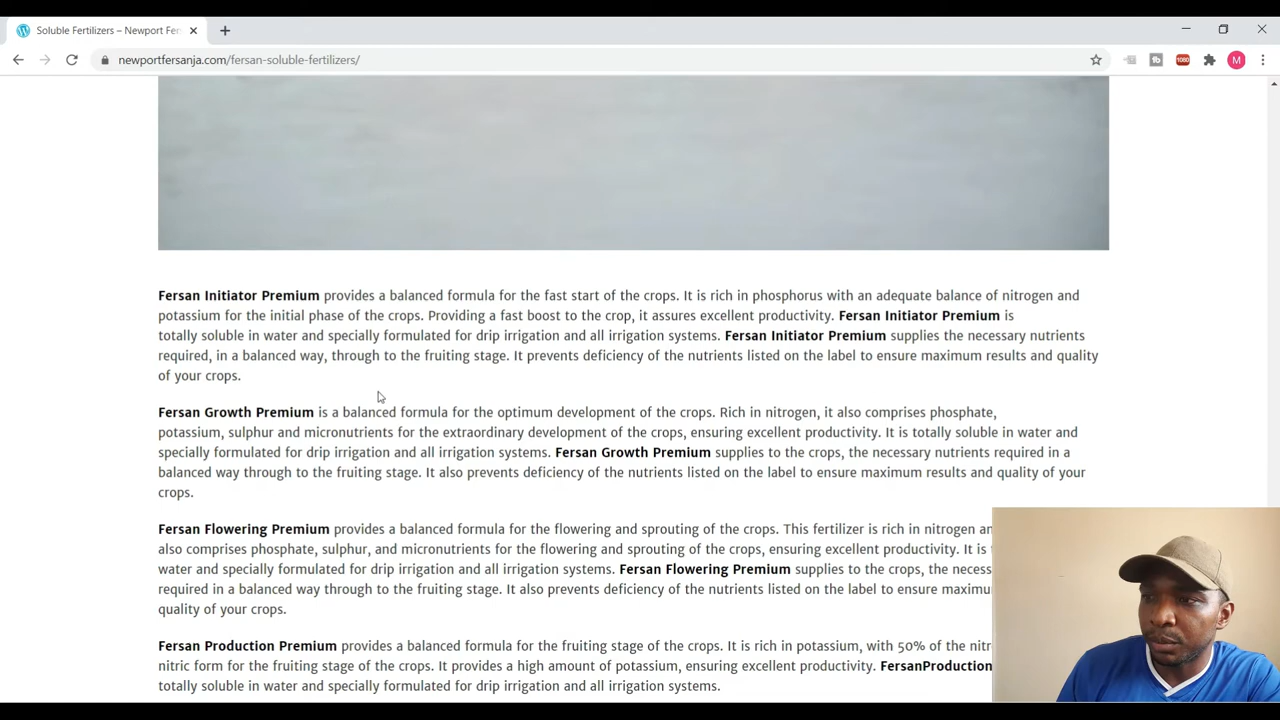 Soluble Fertilizers – Newport Fer
newportfersanja.com/fersan-soluble-fertilizers/
1080
M
Fersan Initiator Premium provides a balanced formula for the fast start of the crops. It is rich in phosphorus with an adequate balance of nitrogen and
potassium for the initial phase of the crops. Providing a fast boost to the crop, it assures excellent productivity. Fersan Initiator Premium is
totally soluble in water and specially formulated for drip irrigation and all irrigation systems. Fersan Initiator Premium supplies the necessary nutrients
required, in a balanced way, through to the fruiting stage. It prevents deficiency of the nutrients listed on the label to ensure maximum results and quality
of your crops.
Fersan Growth Premium is a balanced formula for the optimum development of the crops. Rich in nitrogen, it also comprises phosphate,
potassium, sulphur and micronutrients for the extraordinary development of the crops, ensuring excellent productivity. It is totally soluble in water and
specially formulated for drip irrigation and all irrigation systems. Fersan Growth Premium supplies to the crops, the necessary nutrients required in a
balanced way through to the fruiting stage. It also prevents deficiency of the nutrients listed on the label to ensure maximum results and quality of your
crops.
Fersan Flowering Premium provides a balanced formula for the flowering and sprouting of the crops. This fertilizer is rich in nitrogen
also comprises phosphate, sulphur, and micronutrients for the flowering and sprouting of the crops, ensuring excellent productivity. It is
water and specially formulated for drip irrigation and all irrigation systems. Fersan Flowering Premium supplies to the crops, the
required in a balanced way through to the fruiting stage. It also prevents deficiency of the nutrients listed on the label to ensure
quality of your crops.
Fersan Production Premium provides a balanced formula for the fruiting stage of the crops. It is rich in potassium, with 50% of the
nitric form for the fruiting stage of the crops. It provides a high amount of potassium, ensuring excellent productivity. FersanProduction
totally soluble in water and specially formulated for drip irrigation and all irrigation systems.